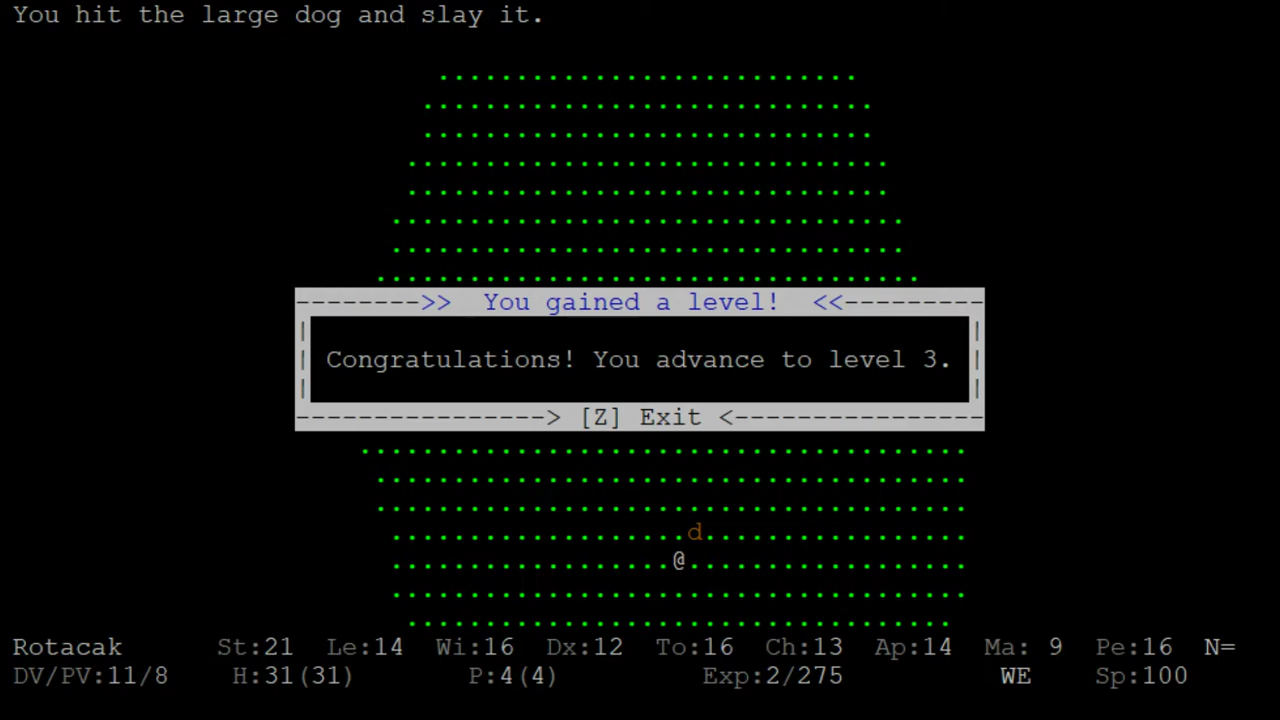 You hit the large dog and slay it.
-------->> You gained a level! <<---------
Congratulations! You advance to level 3.
----------------> [Z] Exit <----------------
d
@
Rotacak St:21 Le:14 Wi:16 Dx:12 To:16 Ch:13 Ap:14 Ma: 9 Pe:16 N=
DV/PV:11/8 H:31(31) P:4(4) Exp:2/275 WE Sp:100